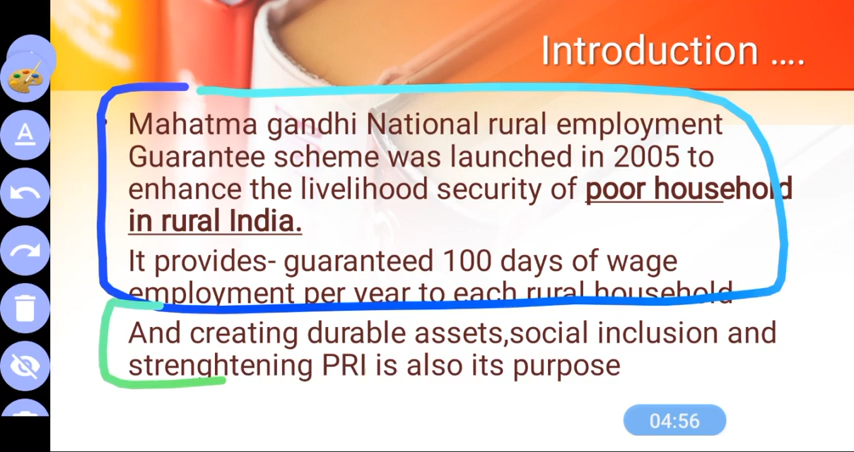 Introduction ....
Mahatma gandhi National rural employment
Guarantee scheme was launched in 2005 to
enhance the livelihood security of poor household
in rural India.
It provides- guaranteed 100 days of wage
employment per year to each rural household
And creating durable assets,social inclusion and
strenghtening PRI is also its purpose
04:56